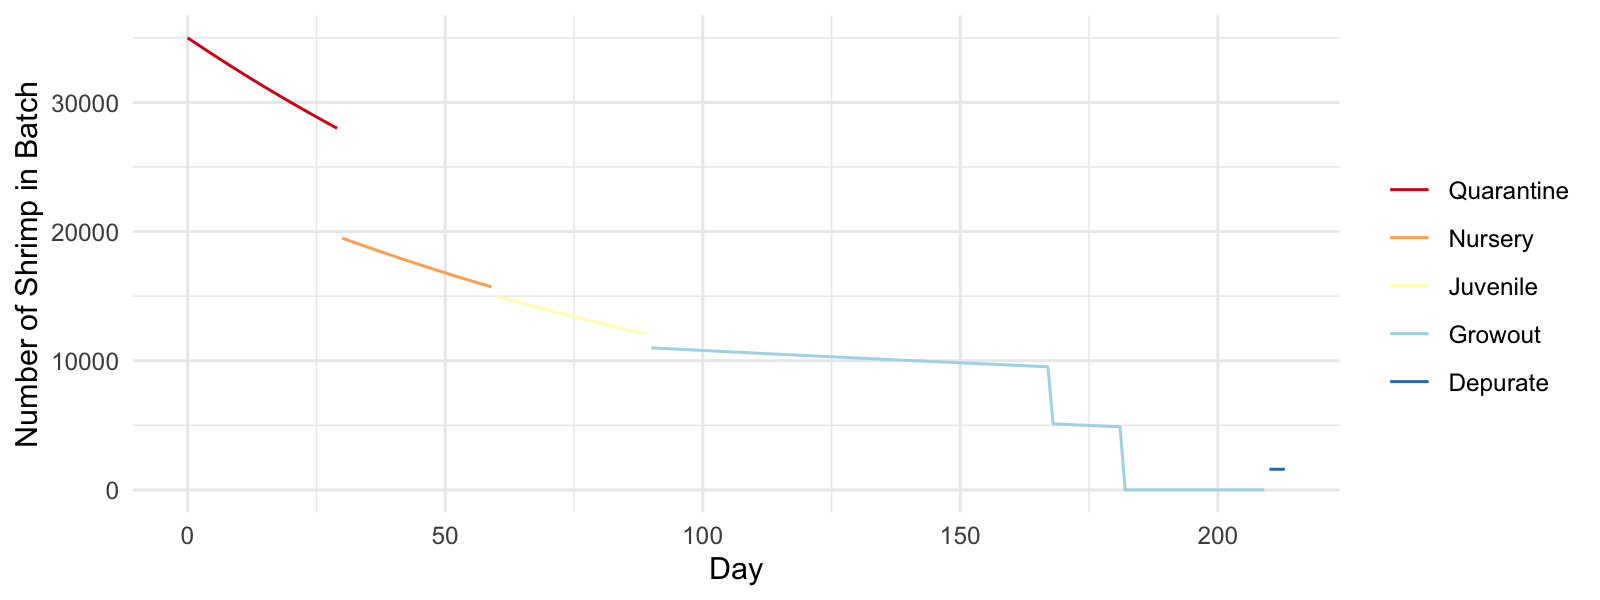 Number of Shrimp in Batch
30000
20000
10000
0
0 50 100 150 200
Day
Quarantine
Nursery
Juvenile
Growout
Depurate